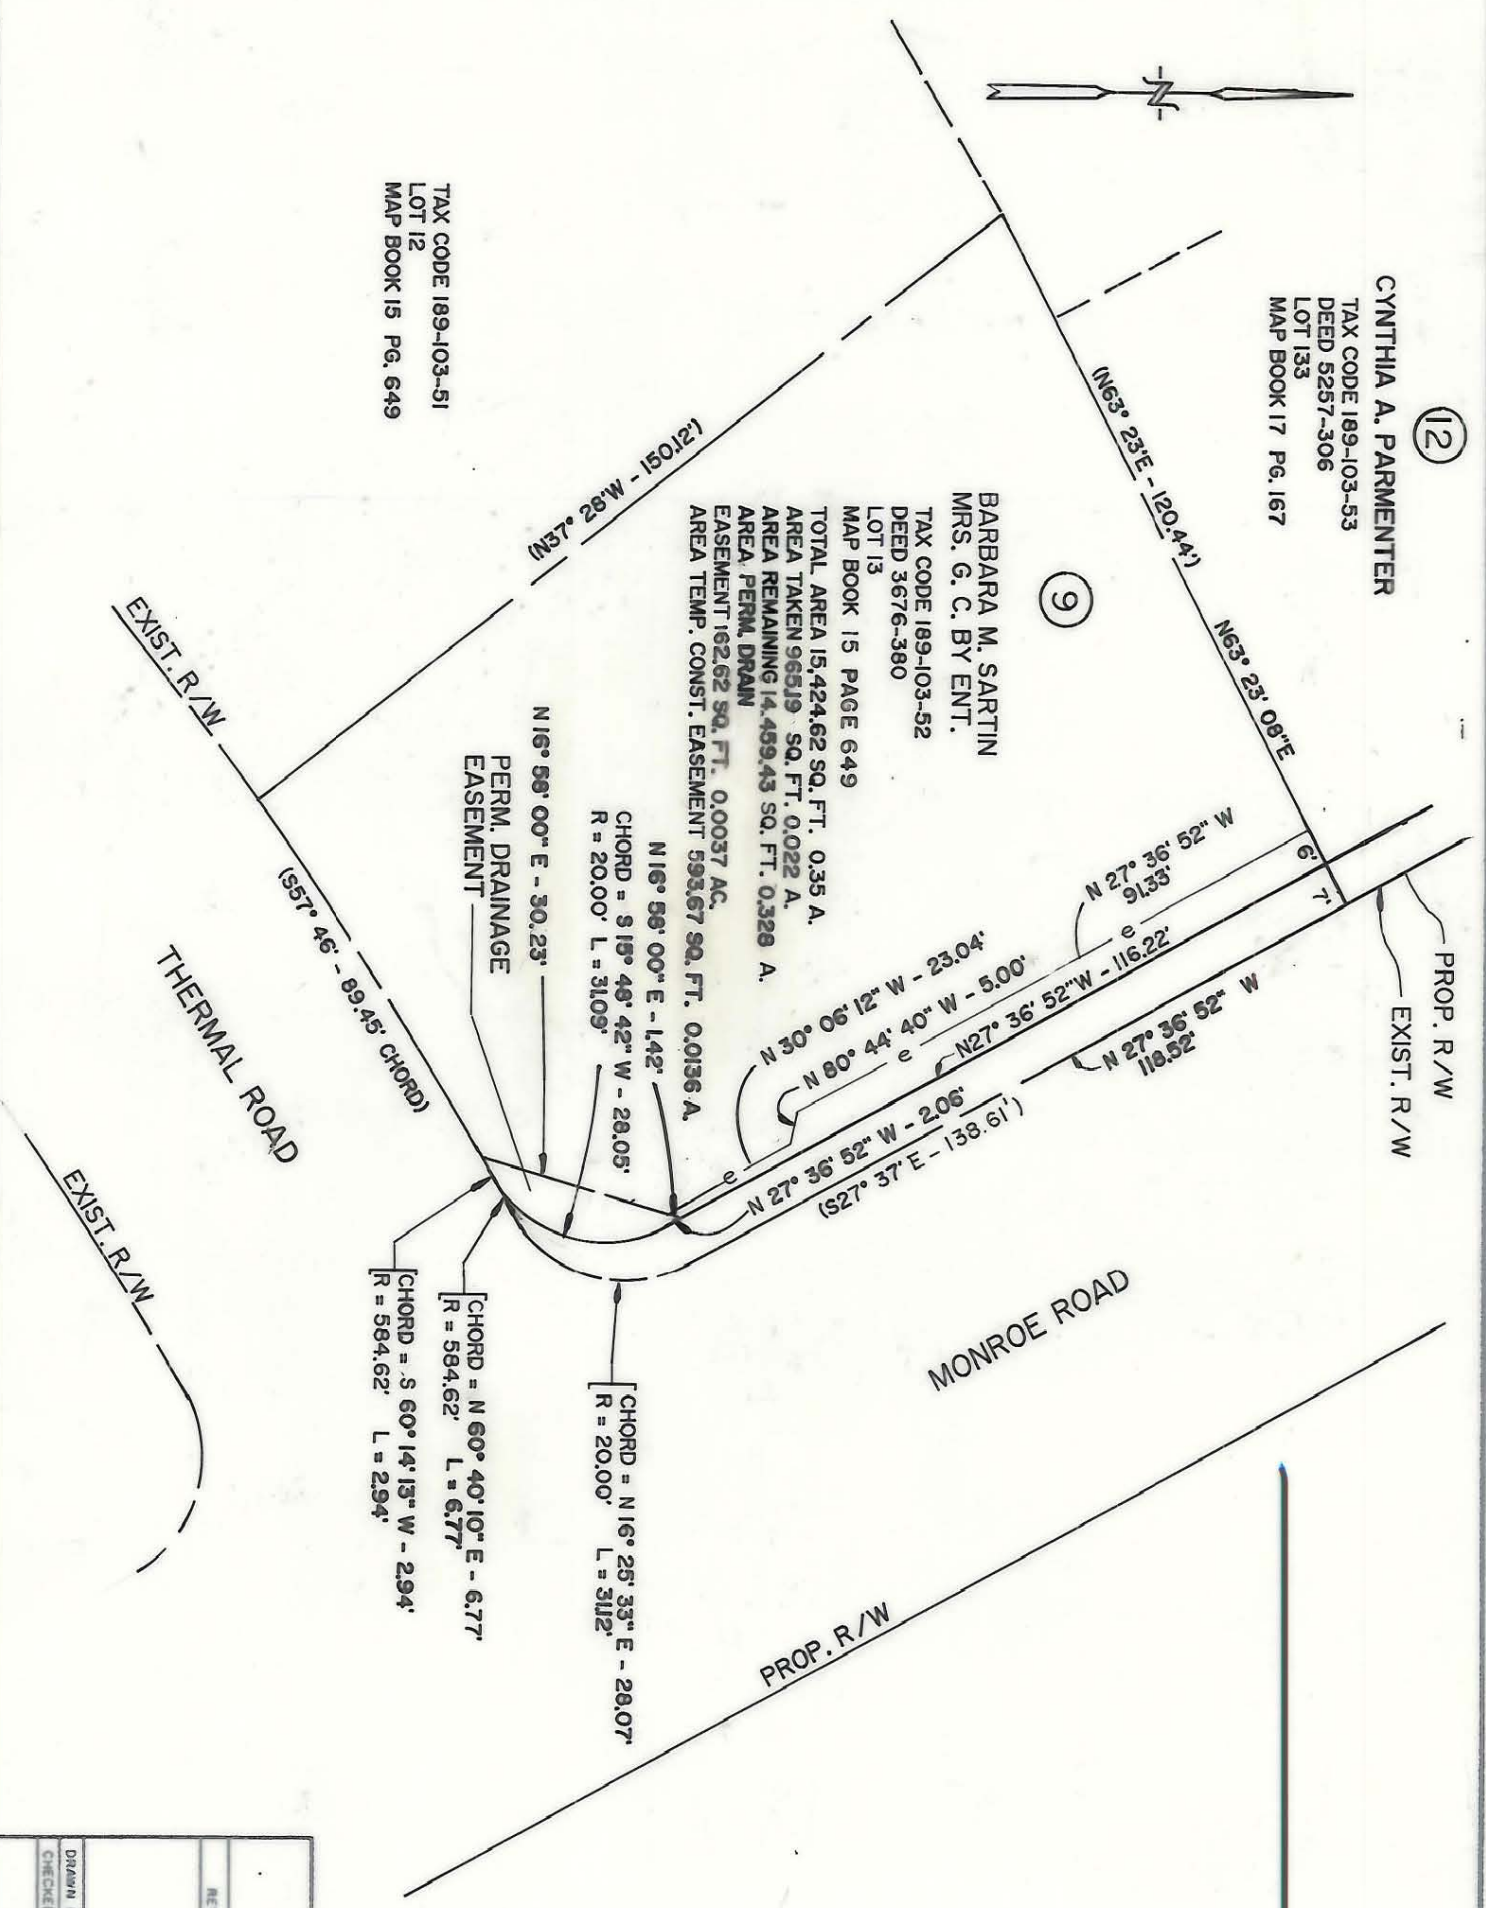 N
12
CYNTHIA A. PARMENTER
TAX CODE 189-103-53
DEED 5257-306
LOT 133
MAP BOOK 17 PG. 167
(N63° 23'E - 120.44')
N63° 23' 08"E
6'
7'
PROP. R/W
EXIST. R/W
9
BARBARA M. SARTIN
MRS. G. C. BY ENT.
TAX CODE 189-103-52
DEED 3676-380
LOT 13
MAP BOOK 15 PAGE 649
TOTAL AREA 15,424.62 SQ. FT. 0.35 A.
AREA TAKEN 965.19 SQ. FT. 0.022 A.
AREA REMAINING 14,459.43 SQ. FT. 0.328 A.
AREA PERM. DRAIN
EASEMENT 162.62 SQ. FT. 0.0037 AC.
AREA TEMP. CONST. EASEMENT 593.67 SQ. FT. 0.0136 A.
N 27° 36' 52" W
91.33'
e
N27° 36' 52"W - 116.22'
N 27° 36' 52" W
118.52'
N 30° 06' 12" W - 23.04'
N 80° 44' 40" W - 5.00'
e
e
N 27° 36' 52" W - 2.06'
(S27° 37' E - 138.61')
MONROE ROAD
PROP. R/W
TAX CODE 189-103-51
LOT 12
MAP BOOK 15 PG. 649
(N37° 28'W - 150.12')
N 16° 58' 00" E - 1.42'
CHORD = S 15° 48' 42" W - 28.05'
R = 20.00' L = 31.09'
N 16° 58' 00" E - 30.23'
PERM. DRAINAGE
EASEMENT
CHORD = N 16° 25' 33" E - 28.07'
R = 20.00' L = 31.12'
CHORD = N 60° 40' 10" E - 6.77'
R = 584.62' L = 6.77'
CHORD = S 60° 14' 13" W - 2.94'
R = 584.62' L = 2.94'
EXIST. R/W
(S57° 46' - 89.45' CHORD)
THERMAL ROAD
EXIST. R/W
RE
DRAWN
CHECKED